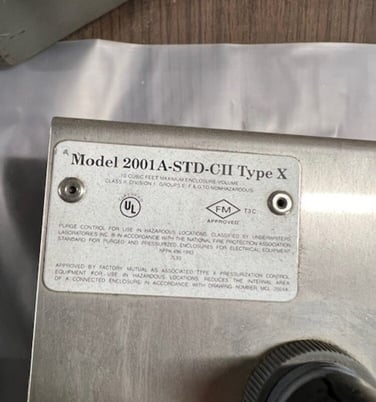 Model 2001A-STD-CII Type X
10 CUBIC FEET MAXIMUM ENCLOSURE VOLUME
CLASS II, DIVISION 1, GROUPS E, F & G TO NONHAZARDOUS
UL
FM
APPROVED
T3C
PURGE CONTROL FOR USE IN HAZARDOUS LOCATIONS. CLASSIFIED BY UNDERWRITERS
LABORATORIES INC. ® IN ACCORDANCE WITH THE NATIONAL FIRE PROTECTION ASSOCIATION
STANDARD FOR PURGED AND PRESSURIZED ENCLOSURES FOR ELECTRICAL EQUIPMENT
NFPA 496-1993
APPROVED BY FACTORY MUTUAL AS ASSOCIATED TYPE X PRESSURIZATION CONTROL
EQUIPMENT FOR USE IN HAZARDOUS LOCATIONS, REDUCES THE INTERNAL AREA
OF A CONNECTED ENCLOSURE IN ACCORDANCE WITH DRAWING NUMBER, MCL 2001A.